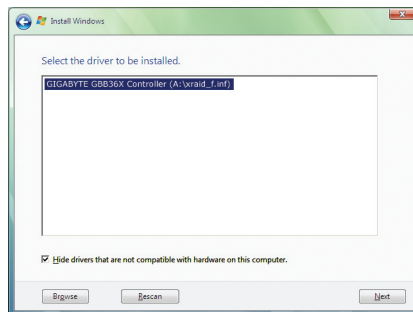 Install Windows
Select the driver to be installed.
GIGABYTE GBB36X Controller (A:\xraid_f.inf)
Hide drivers that are not compatible with hardware on this computer.
Browse
Rescan
Next